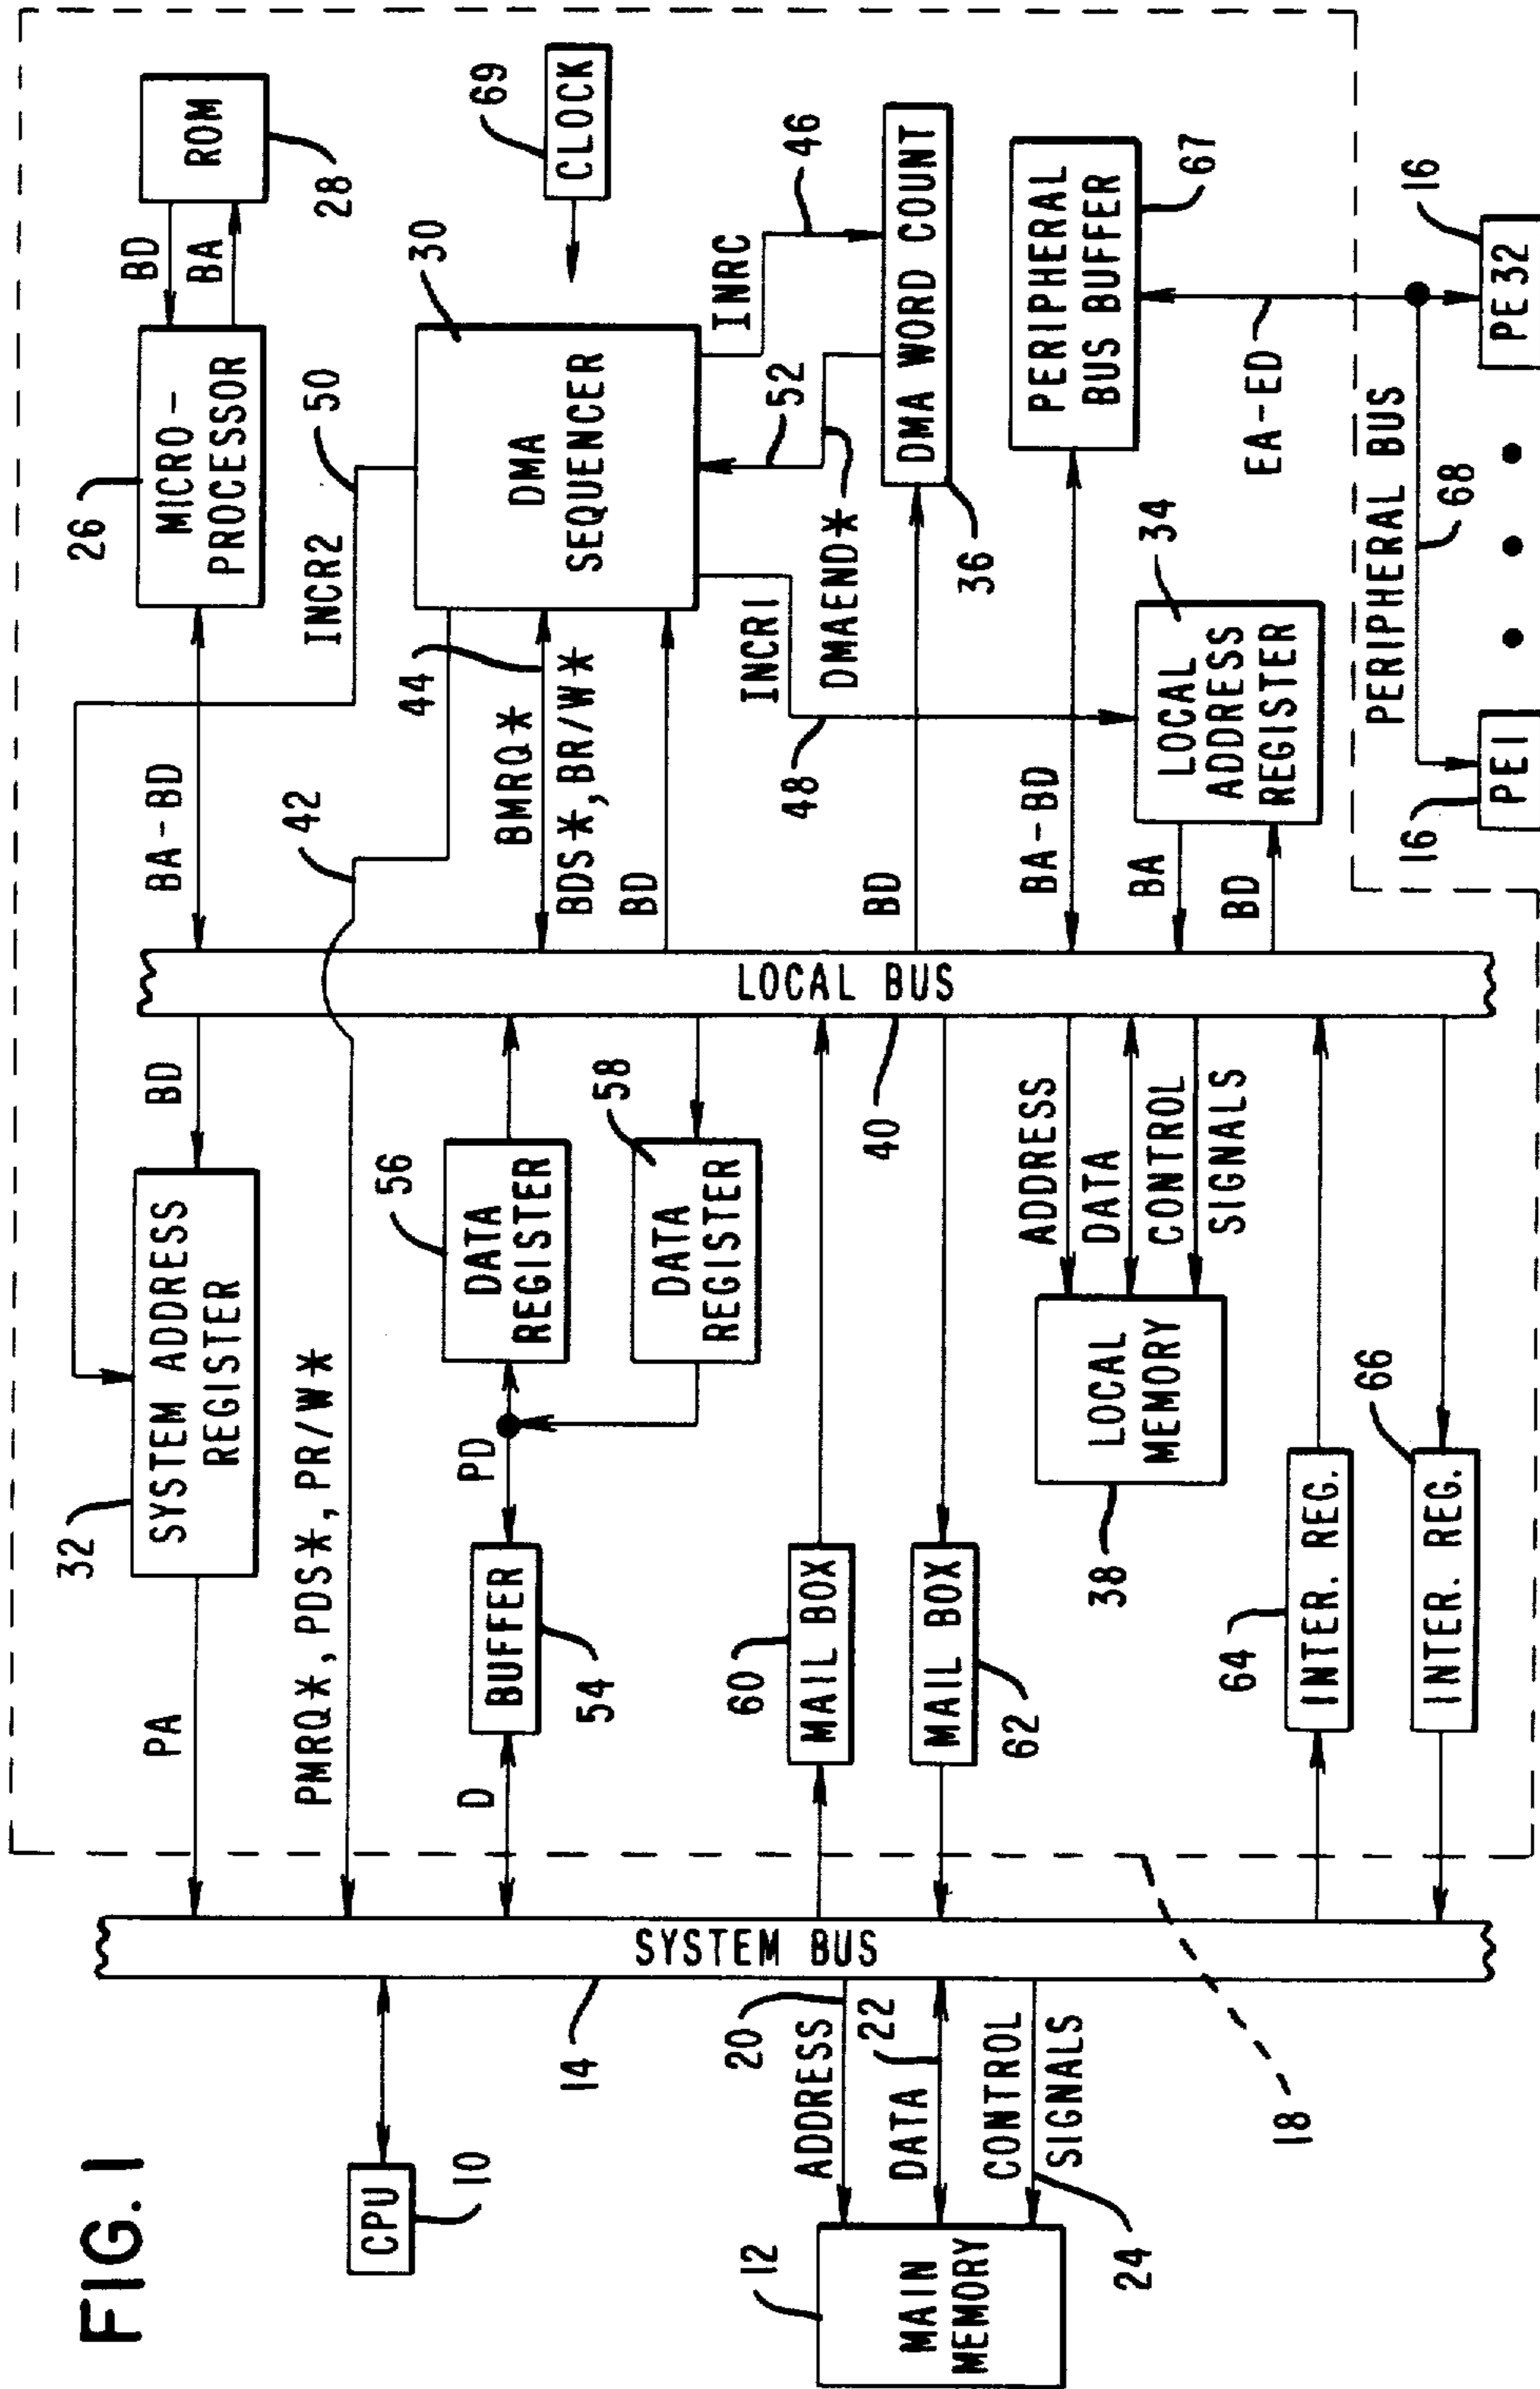 FIG. 1
CPU
10
MAIN
MEMORY
12
ADDRESS
20
DATA
22
CONTROL
SIGNALS
24
SYSTEM BUS
14
18
PA
SYSTEM ADDRESS
REGISTER
32
BD
PMRQ*, PDS*, PR/W*
42
D
BUFFER
54
PD
DATA
REGISTER
56
DATA
REGISTER
58
MAIL BOX
60
MAIL BOX
62
LOCAL
MEMORY
38
ADDRESS
DATA
CONTROL
SIGNALS
INTER. REG.
64
INTER. REG.
66
LOCAL BUS
40
BA-BD
MICRO-
PROCESSOR
26
BD
BA
ROM
28
INCR2
50
44
BMRQ*
BDS*, BR/W*
BD
DMA
SEQUENCER
30
CLOCK
69
INCR1
48
DMAEND*
52
INRC
46
BD
DMA WORD COUNT
36
BA-BD
PERIPHERAL
BUS BUFFER
67
BA
BD
LOCAL
ADDRESS
REGISTER
34
EA-ED
PERIPHERAL BUS
68
PE1
16
PE32
16